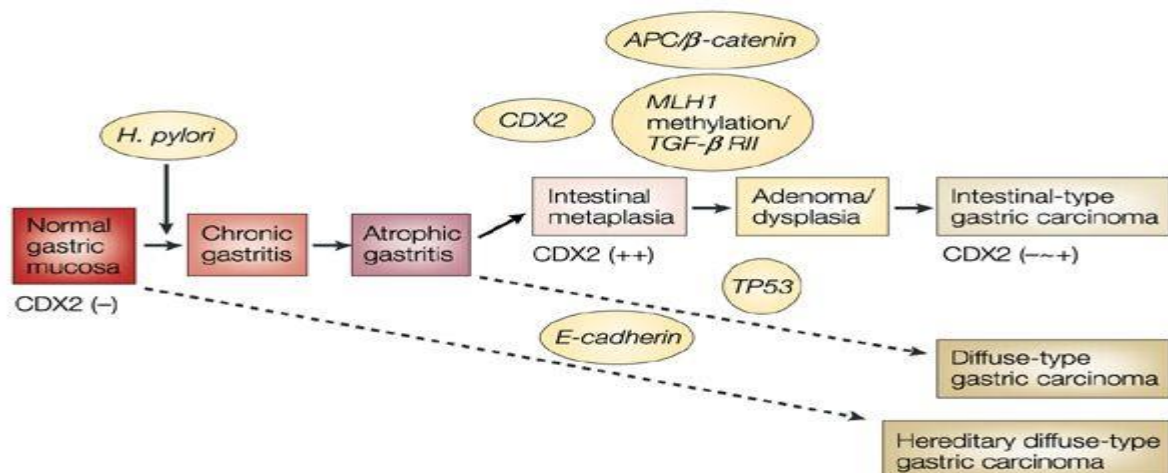 APC/β-catenin
CDX2
MLH1
methylation/
TGF-β RII
H. pylori
Normal
gastric
mucosa
CDX2 (−)
Chronic
gastritis
Atrophic
gastritis
Intestinal
metaplasia
CDX2 (++)
Adenoma/
dysplasia
Intestinal-type
gastric carcinoma
CDX2 (−~+)
TP53
E-cadherin
Diffuse-type
gastric carcinoma
Hereditary diffuse-type
gastric carcinoma